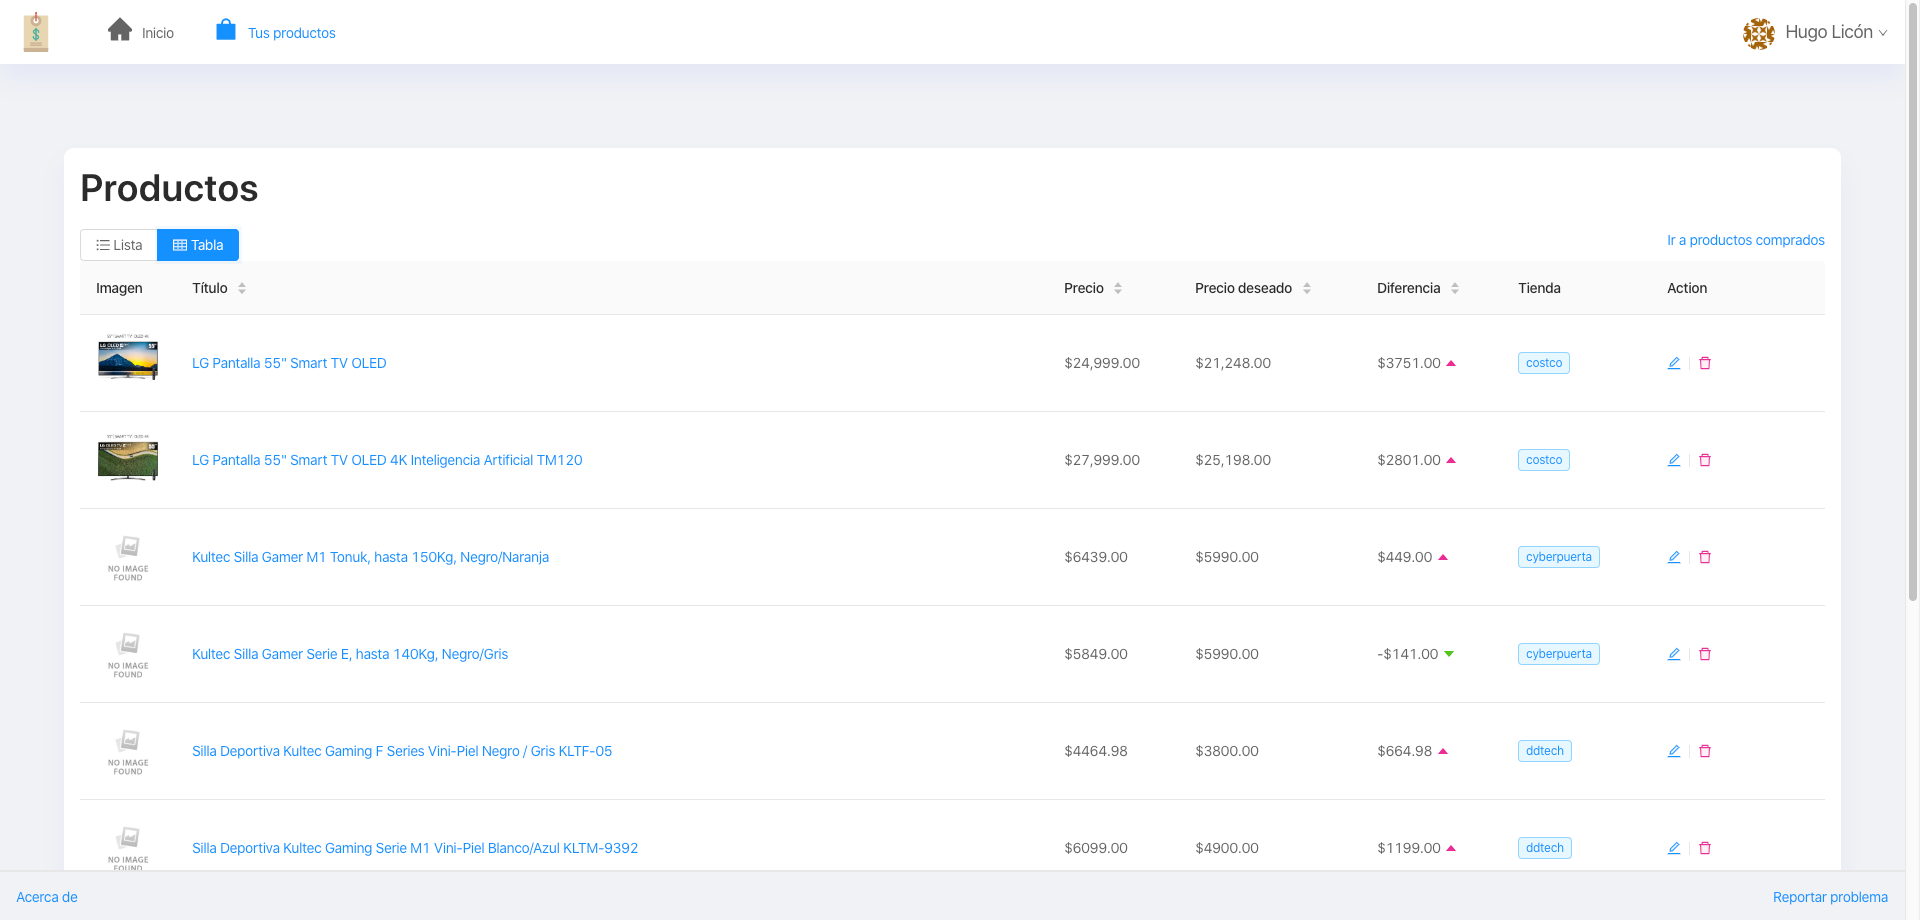 $
Inicio
Tus productos
Hugo Licón
Productos
Lista
Tabla
Ir a productos comprados
Imagen Título Precio Precio deseado Diferencia Tienda Action
LG Pantalla 55" Smart TV OLED $24,999.00 $21,248.00 $3751.00 costco
LG Pantalla 55" Smart TV OLED 4K Inteligencia Artificial TM120 $27,999.00 $25,198.00 $2801.00 costco
NO IMAGE
FOUND
Kultec Silla Gamer M1 Tonuk, hasta 150Kg, Negro/Naranja $6439.00 $5990.00 $449.00 cyberpuerta
NO IMAGE
FOUND
Kultec Silla Gamer Serie E, hasta 140Kg, Negro/Gris $5849.00 $5990.00 -$141.00 cyberpuerta
NO IMAGE
FOUND
Silla Deportiva Kultec Gaming F Series Vini-Piel Negro / Gris KLTF-05 $4464.98 $3800.00 $664.98 ddtech
NO IMAGE
FOUND
Silla Deportiva Kultec Gaming Serie M1 Vini-Piel Blanco/Azul KLTM-9392 $6099.00 $4900.00 $1199.00 ddtech
Acerca de
Reportar problema